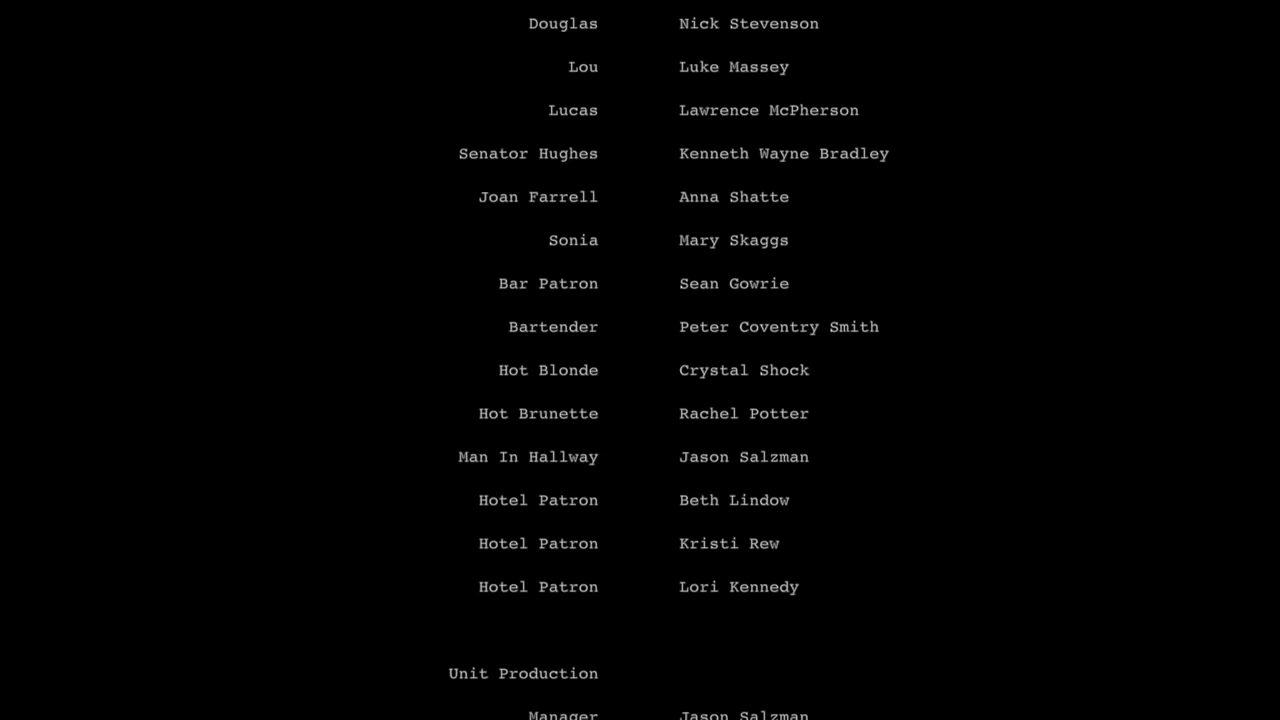 Douglas Nick Stevenson
Lou Luke Massey
Lucas Lawrence McPherson
Senator Hughes Kenneth Wayne Bradley
Joan Farrell Anna Shatte
Sonia Mary Skaggs
Bar Patron Sean Gowrie
Bartender Peter Coventry Smith
Hot Blonde Crystal Shock
Hot Brunette Rachel Potter
Man In Hallway Jason Salzman
Hotel Patron Beth Lindow
Hotel Patron Kristi Rew
Hotel Patron Lori Kennedy
Unit Production
Manager Jason Salzman